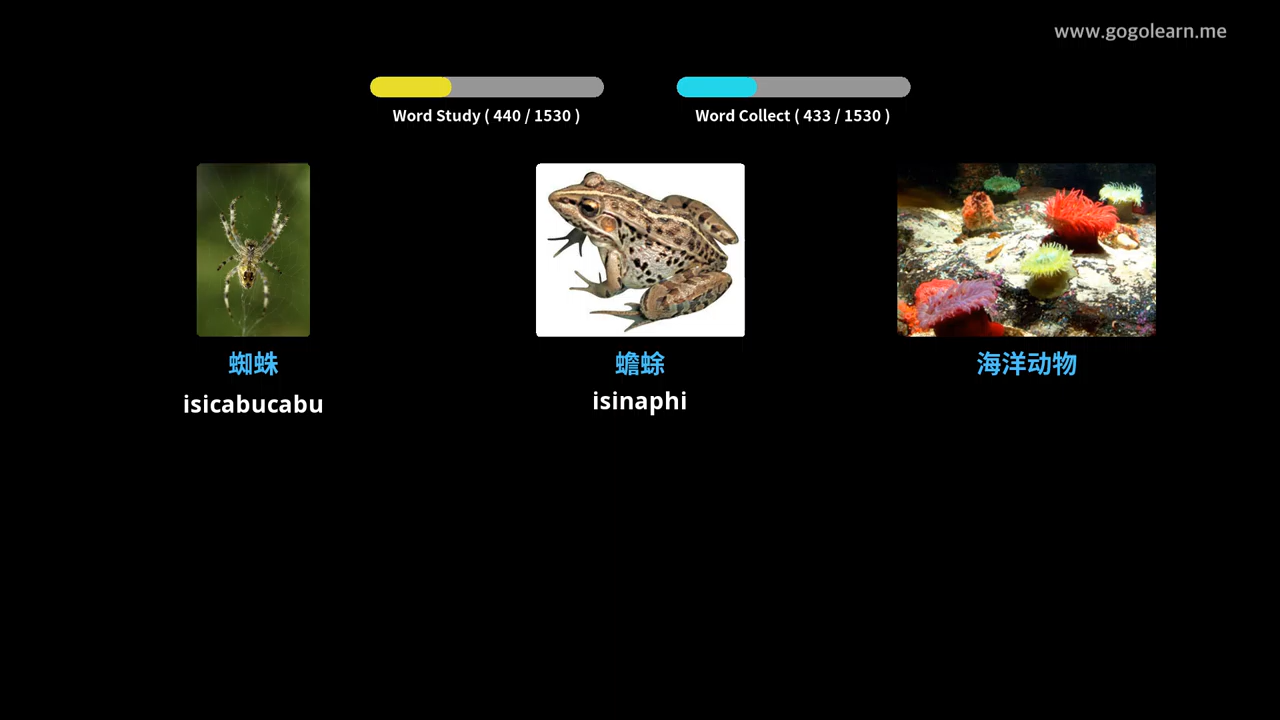 www.gogolearn.me
Word Study ( 440 / 1530 )
Word Collect ( 433 / 1530 )
蜘蛛
蟾蜍
海洋动物
isicabucabu
isinaphi